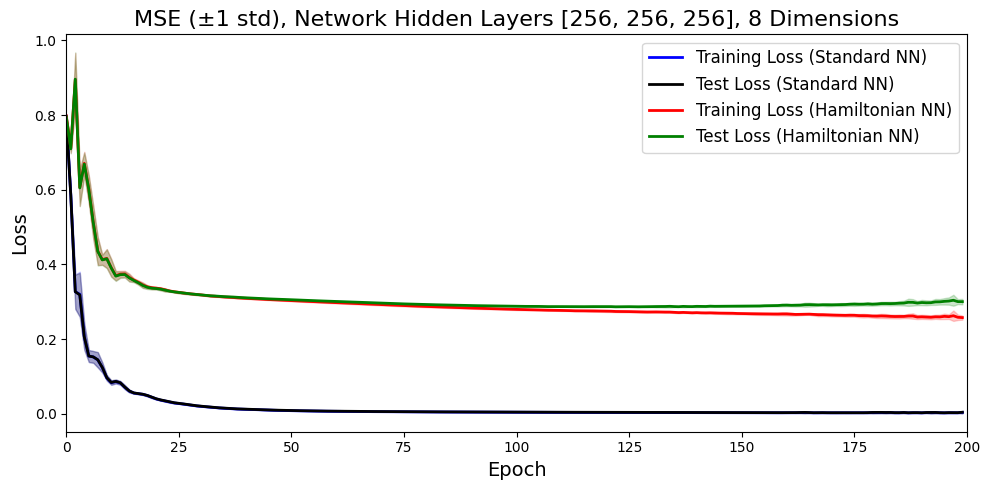 MSE (±1 std), Network Hidden Layers [256, 256, 256], 8 Dimensions
Training Loss (Standard NN)
Test Loss (Standard NN)
Training Loss (Hamiltonian NN)
Test Loss (Hamiltonian NN)
Loss
1.0
0.8
0.6
0.4
0.2
0.0
0 25 50 75 100 125 150 175 200
Epoch